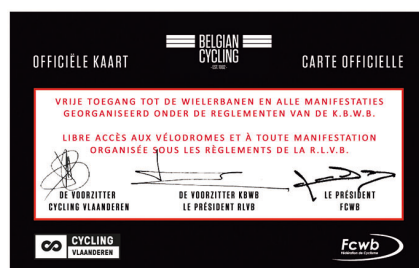 OFFICIËLE KAART
BELGIAN
CYCLING
-EST. 1882-
CARTE OFFICIELLE
VRIJE TOEGANG TOT DE WIELERBANEN EN ALLE MANIFESTATIES
GEORGANISEERD ONDER DE REGLEMENTEN VAN DE K.B.W.B.
LIBRE ACCÈS AUX VÉLODROMES ET À TOUTE MANIFESTATION
ORGANISÉE SOUS LES RÈGLEMENTS DE LA R.L.V.B.
DE VOORZITTER
CYCLING VLAANDEREN
DE VOORZITTER KBWB
LE PRÉSIDENT RLVB
LE PRÉSIDENT
FCWB
CYCLING
VLAANDEREN
Fcwb
Fédération de Cyclisme